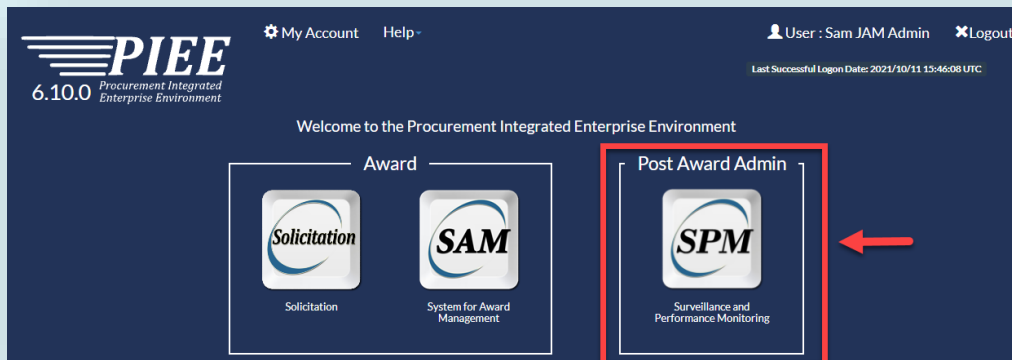 My Account Help
User : Sam JAM Admin Logout
Last Successful Logon Date: 2021/10/11 15:46:08 UTC
PIEE
6.10.0 Procurement Integrated
Enterprise Environment
Welcome to the Procurement Integrated Enterprise Environment
Award
Solicitation
Solicitation
SAM
System for Award
Management
Post Award Admin
SPM
Surveillance and
Performance Monitoring